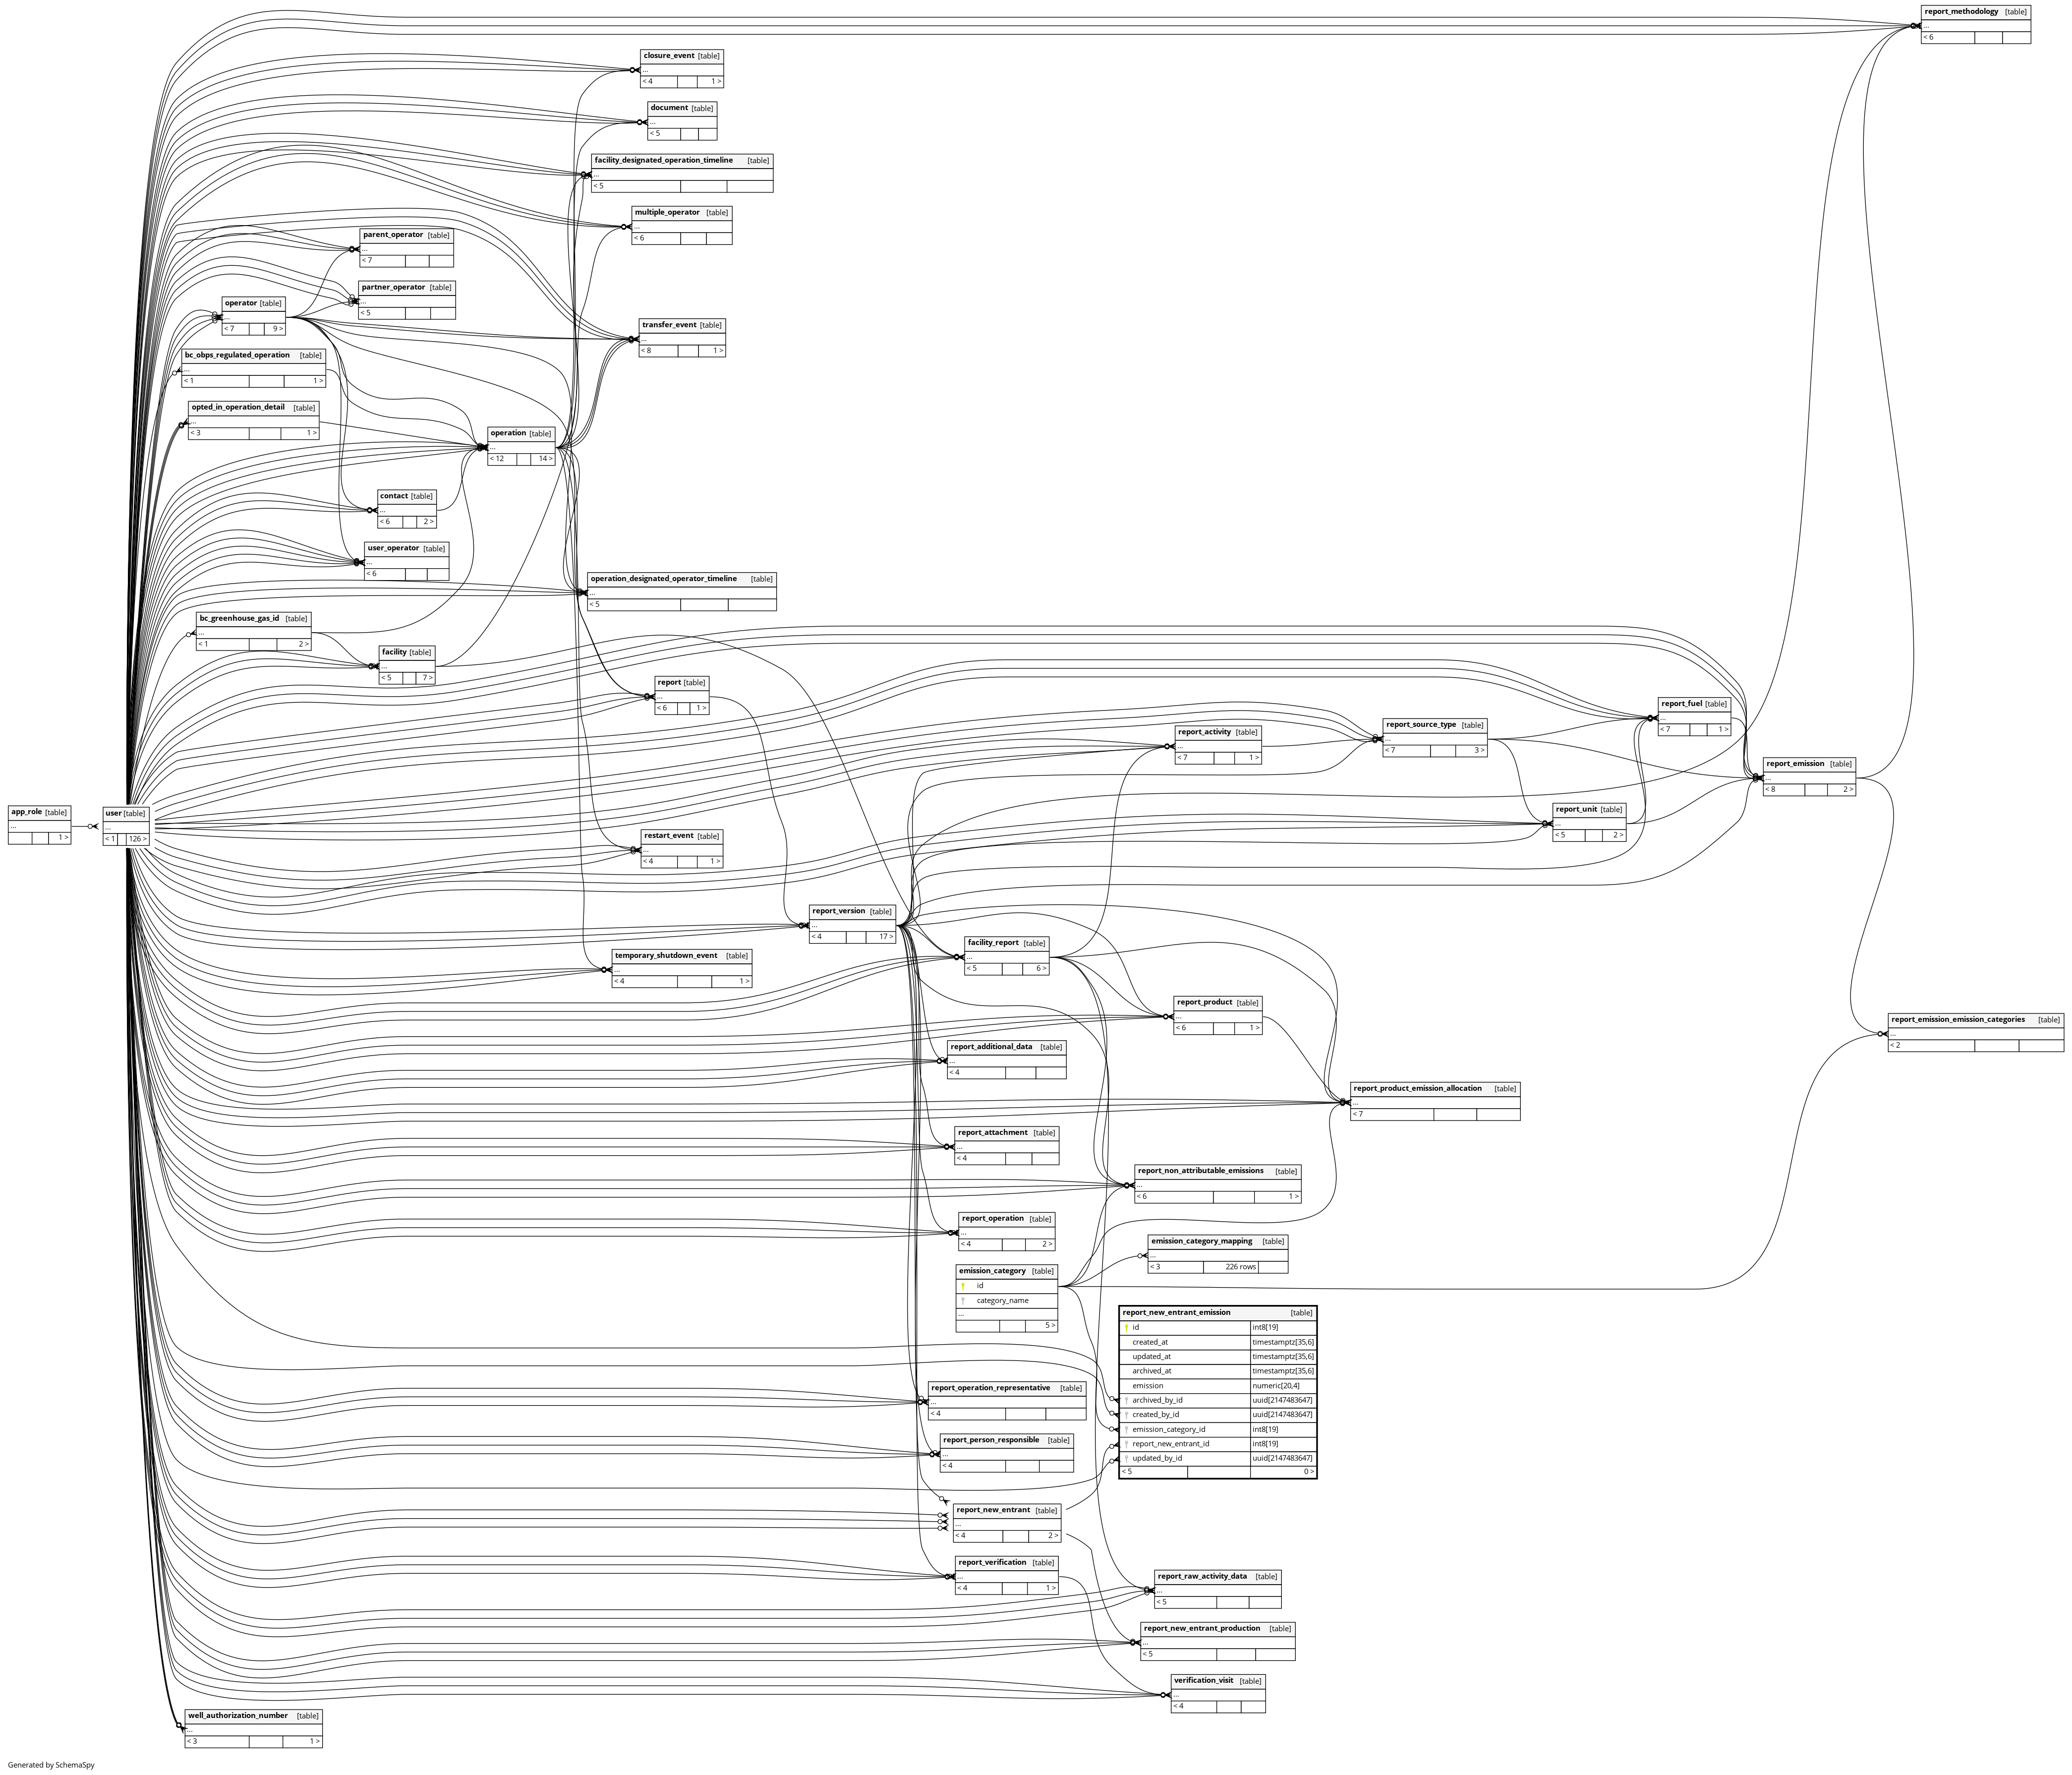 report_methodology [table]
...
< 6
closure_event [table]
...
< 4 1 >
document [table]
...
< 5
facility_designated_operation_timeline [table]
...
< 5
multiple_operator [table]
...
< 6
parent_operator [table]
...
< 7
partner_operator [table]
...
< 5
operator [table]
...
< 7 9 >
transfer_event [table]
...
< 8 1 >
bc_obps_regulated_operation [table]
...
< 1 1 >
opted_in_operation_detail [table]
...
< 3 1 >
operation [table]
...
< 12 14 >
contact [table]
...
< 6 2 >
user_operator [table]
...
< 6
operation_designated_operator_timeline [table]
...
< 5
bc_greenhouse_gas_id [table]
...
< 1 2 >
facility [table]
...
< 5 7 >
report [table]
...
< 6 1 >
report_fuel [table]
...
< 7 1 >
report_source_type [table]
...
< 7 3 >
report_activity [table]
...
< 7 1 >
report_emission [table]
...
< 8 2 >
app_role [table]
...
1 >
user [table]
...
< 1 126 >
report_unit [table]
...
< 5 2 >
restart_event [table]
...
< 4 1 >
report_version [table]
...
< 4 17 >
facility_report [table]
...
< 5 6 >
temporary_shutdown_event [table]
...
< 4 1 >
report_product [table]
...
< 6 1 >
report_emission_emission_categories [table]
...
< 2
report_additional_data [table]
...
< 4
report_product_emission_allocation [table]
...
< 7
report_attachment [table]
...
< 4
report_non_attributable_emissions [table]
...
< 6 1 >
report_operation [table]
...
< 4 2 >
emission_category_mapping [table]
...
< 3 226 rows
emission_category [table]
id
category_name
...
5 >
report_new_entrant_emission [table]
id int8[19]
created_at timestamptz[35,6]
updated_at timestamptz[35,6]
archived_at timestamptz[35,6]
emission numeric[20,4]
archived_by_id uuid[2147483647]
created_by_id uuid[2147483647]
emission_category_id int8[19]
report_new_entrant_id int8[19]
updated_by_id uuid[2147483647]
< 5 0 >
report_operation_representative [table]
...
< 4
report_person_responsible [table]
...
< 4
report_new_entrant [table]
...
< 4 2 >
report_verification [table]
...
< 4 1 >
report_raw_activity_data [table]
...
< 5
report_new_entrant_production [table]
...
< 5
verification_visit [table]
...
< 4
well_authorization_number [table]
...
< 3 1 >
Generated by SchemaSpy